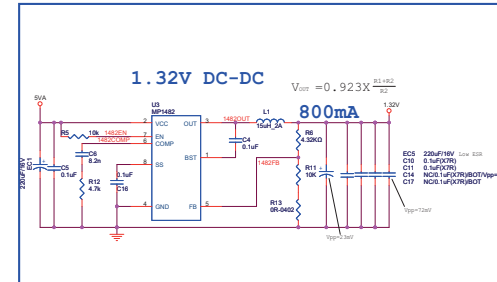 1.32V DC-DC
V_OUT =0.923X R1+R2
R2
800mA
5VA
1.32V
U3
MP1482
R5
10k
1482EN
1482COMP
2
VCC
OUT
3
1482OUT
L1
15uH_2A
7
EN
6
COMP
C4
0.1uF
R6
4.32KΩ
EC1
220uF/16V
C5
0.1uF
C6
8.2n
R12
4.7k
8
SS
BST
1
0.1uF
C16
1482FB
R11
10K
4
GND
FB
5
R13
0R-0402
EC5 220uF/16V Low ESR
C10 0.1uF(X7R)
C11 0.1uF(X7R)
C14 NC/0.1uF(X7R)/BOT/Vpp=
C17 NC/0.1uF(X7R)/BOT
Vpp=72mV
Vpp=23mV